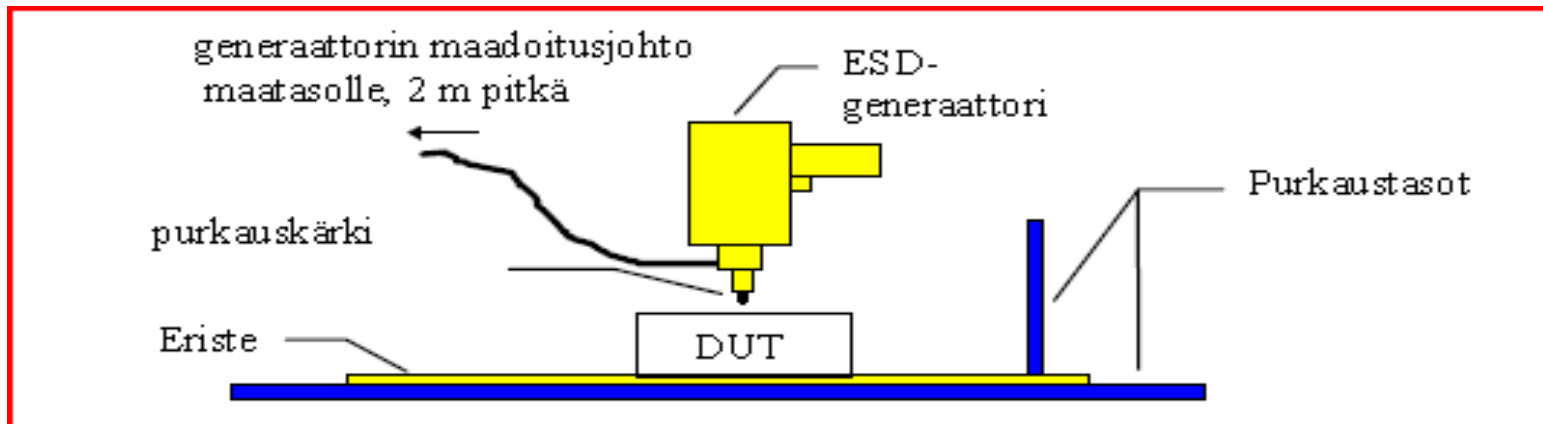 generaattorin maadoitusjohto
maatasolle, 2 m pitkä
ESD-
generaattori
Purkaustasot
purkauskärki
Eriste
DUT